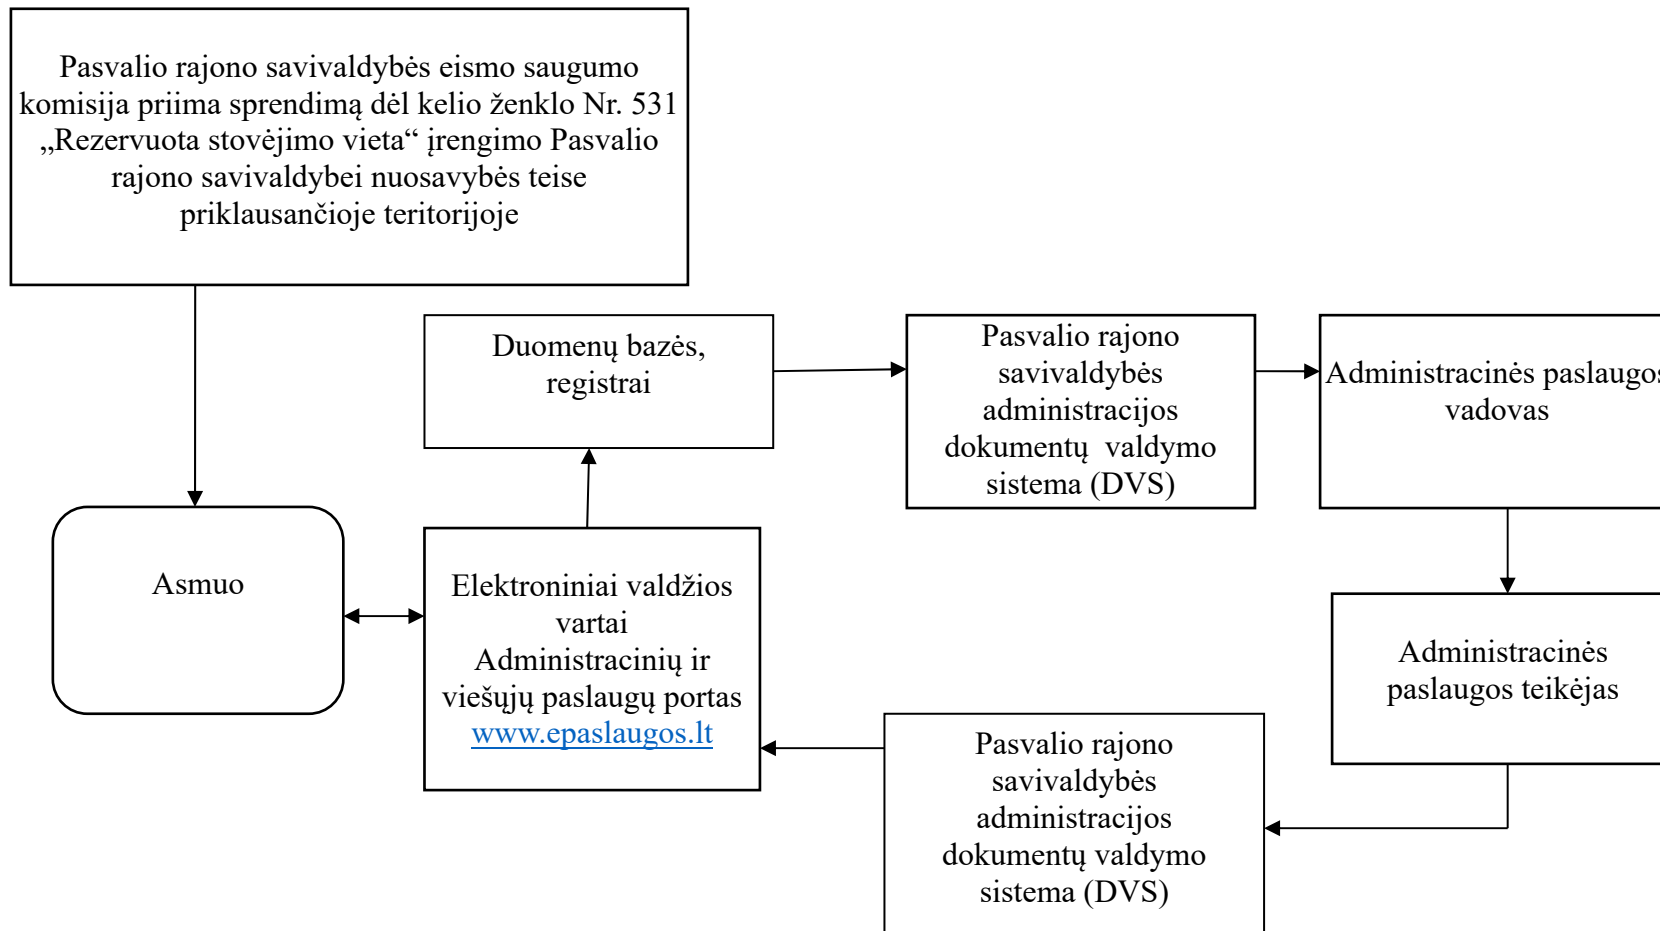 Pasvalio rajono savivaldybės eismo saugumo
komisija priima sprendimą dėl kelio ženklo Nr. 531
„Rezervuota stovėjimo vieta“ įrengimo Pasvalio
rajono savivaldybei nuosavybės teise
priklausančioje teritorijoje
Duomenų bazės,
registrai
Pasvalio rajono
savivaldybės
administracijos
dokumentų  valdymo
sistema (DVS)
Administracinės paslaugos
vadovas
Asmuo
Elektroniniai valdžios
vartai
Administracinių ir
viešųjų paslaugų portas
www.epaslaugos.lt
Administracinės
paslaugos teikėjas
Pasvalio rajono
savivaldybės
administracijos
dokumentų valdymo
sistema (DVS)